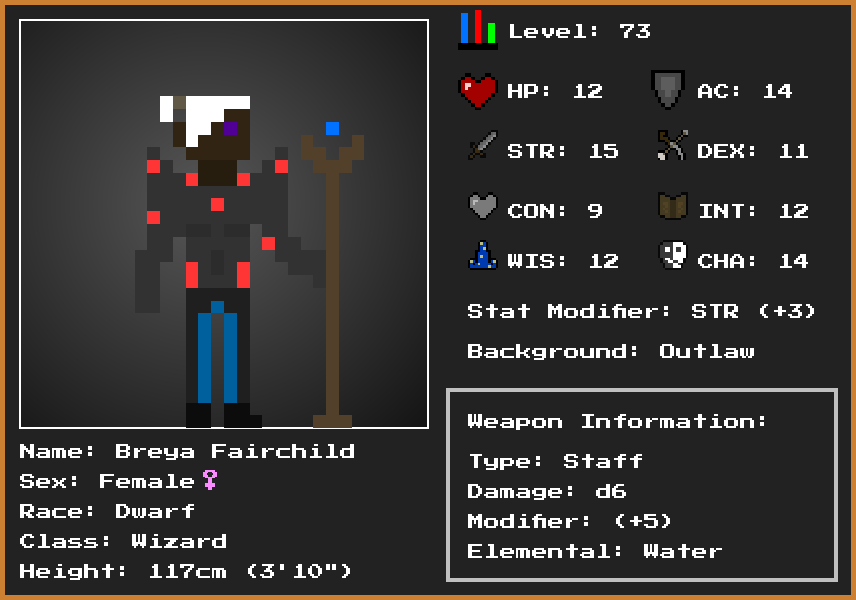 Level: 73
HP: 12
AC: 14
STR: 15
DEX: 11
CON: 9
INT: 12
WIS: 12
CHA: 14
Stat Modifier: STR (+3)
Background: Outlaw
Weapon Information:
Type: Staff
Damage: d6
Modifier: (+5)
Elemental: Water
Name: Breya Fairchild
Sex: Female♀
Race: Dwarf
Class: Wizard
Height: 117cm (3'10")